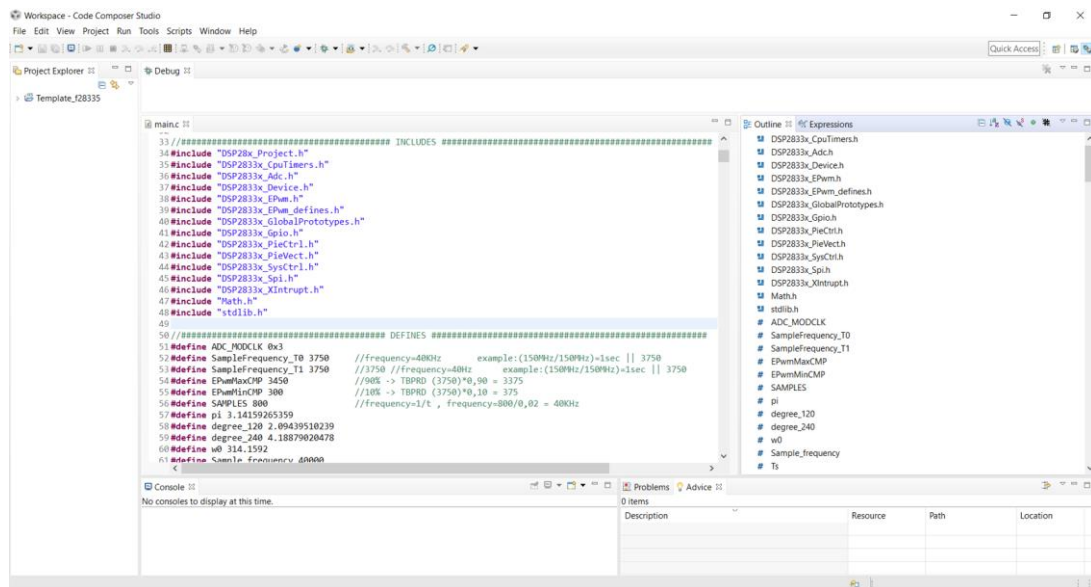 Workspace - Code Composer Studio
File Edit View Project Run Tools Scripts Window Help
Quick Access
Project Explorer
Template_f28335
Debug
main.c
33 //####################################### INCLUDES ##################################################
34 #include "DSP28x_Project.h"
35 #include "DSP2833x_CpuTimers.h"
36 #include "DSP2833x_Adc.h"
37 #include "DSP2833x_Device.h"
38 #include "DSP2833x_EPwm.h"
39 #include "DSP2833x_EPwm_defines.h"
40 #include "DSP2833x_GlobalPrototypes.h"
41 #include "DSP2833x_Gpio.h"
42 #include "DSP2833x_PieCtrl.h"
43 #include "DSP2833x_PieVect.h"
44 #include "DSP2833x_SysCtrl.h"
45 #include "DSP2833x_Spi.h"
46 #include "DSP2833x_XIntrupt.h"
47 #include "Math.h"
48 #include "stdlib.h"
49
50 //###################################### DEFINES ###################################################
51 #define ADC_MODCLK 0x3
52 #define SampleFrequency_T0 3750 //frequency=40KHz example:(150MHz/150MHz)=1sec || 3750
53 #define SampleFrequency_T1 3750 //3750 //frequency=40Hz example:(150MHz/150MHz)=1sec || 3750
54 #define EPwmMaxCMP 3450 //90% -> TBPRD (3750)*0,90 = 3375
55 #define EPwmMinCMP 300 //10% -> TBPRD (3750)*0,10 = 375
56 #define SAMPLES 800 //frequency=1/t , frequency=800/0,02 = 40KHz
57 #define pi 3.14159265359
58 #define degree_120 2.09439510239
59 #define degree_240 4.18879020478
60 #define w0 314.1592
61 #define Sample_frequency 40000
Outline Expressions
DSP2833x_CpuTimers.h
DSP2833x_Adc.h
DSP2833x_Device.h
DSP2833x_EPwm.h
DSP2833x_EPwm_defines.h
DSP2833x_GlobalPrototypes.h
DSP2833x_Gpio.h
DSP2833x_PieCtrl.h
DSP2833x_PieVect.h
DSP2833x_SysCtrl.h
DSP2833x_Spi.h
DSP2833x_XIntrupt.h
Math.h
stdlib.h
# ADC_MODCLK
# SampleFrequency_T0
# SampleFrequency_T1
# EPwmMaxCMP
# EPwmMinCMP
# SAMPLES
# pi
# degree_120
# degree_240
# w0
# Sample_frequency
# Ts
Console
No consoles to display at this time.
Problems Advice
0 items
Description Resource Path Location